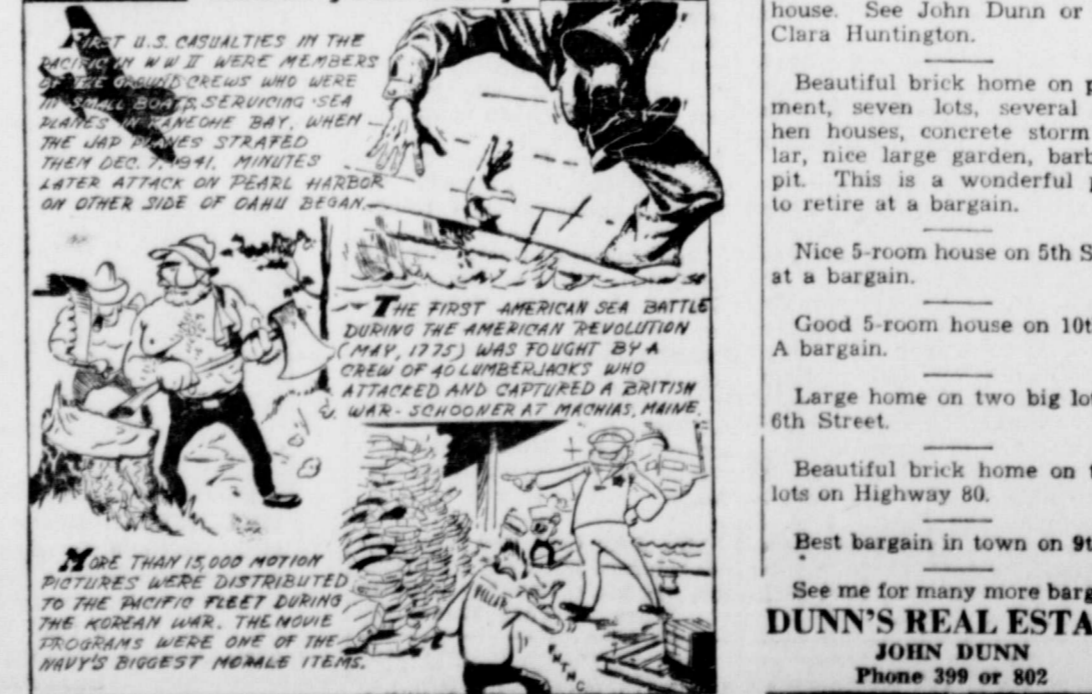 FIRST U.S. CASUALTIES IN THE
PACIFIC IN WW II WERE MEMBERS
OF THE GROUND CREWS WHO WERE
IN SMALL BOATS SERVICING SEA
PLANES IN KANEOHE BAY, WHEN
THE JAP PLANES STRAFED
THEM DEC. 7, 1941. MINUTES
LATER ATTACK ON PEARL HARBOR
ON OTHER SIDE OF OAHU BEGAN.
THE FIRST AMERICAN SEA BATTLE
DURING THE AMERICAN REVOLUTION
(MAY, 1775) WAS FOUGHT BY A
CREW OF 40 LUMBERJACKS WHO
ATTACKED AND CAPTURED A BRITISH
WAR-SCHOONER AT MACHIAS, MAINE.
MORE THAN 15,000 MOTION
PICTURES WERE DISTRIBUTED
TO THE PACIFIC FLEET DURING
THE KOREAN WAR. THE MOVIE
PROGRAMS WERE ONE OF THE
NAVY'S BIGGEST MORALE ITEMS.
house. See John Dunn or
Clara Huntington.
Beautiful brick home on p
ment, seven lots, several
hen houses, concrete storm
lar, nice large garden, barb
pit. This is a wonderful p
to retire at a bargain.
Nice 5-room house on 5th S
at a bargain.
Good 5-room house on 10t
A bargain.
Large home on two big lot
6th Street.
Beautiful brick home on t
lots on Highway 80.
Best bargain in town on 9t
See me for many more barg
DUNN'S REAL ESTA
JOHN DUNN
Phone 399 or 802